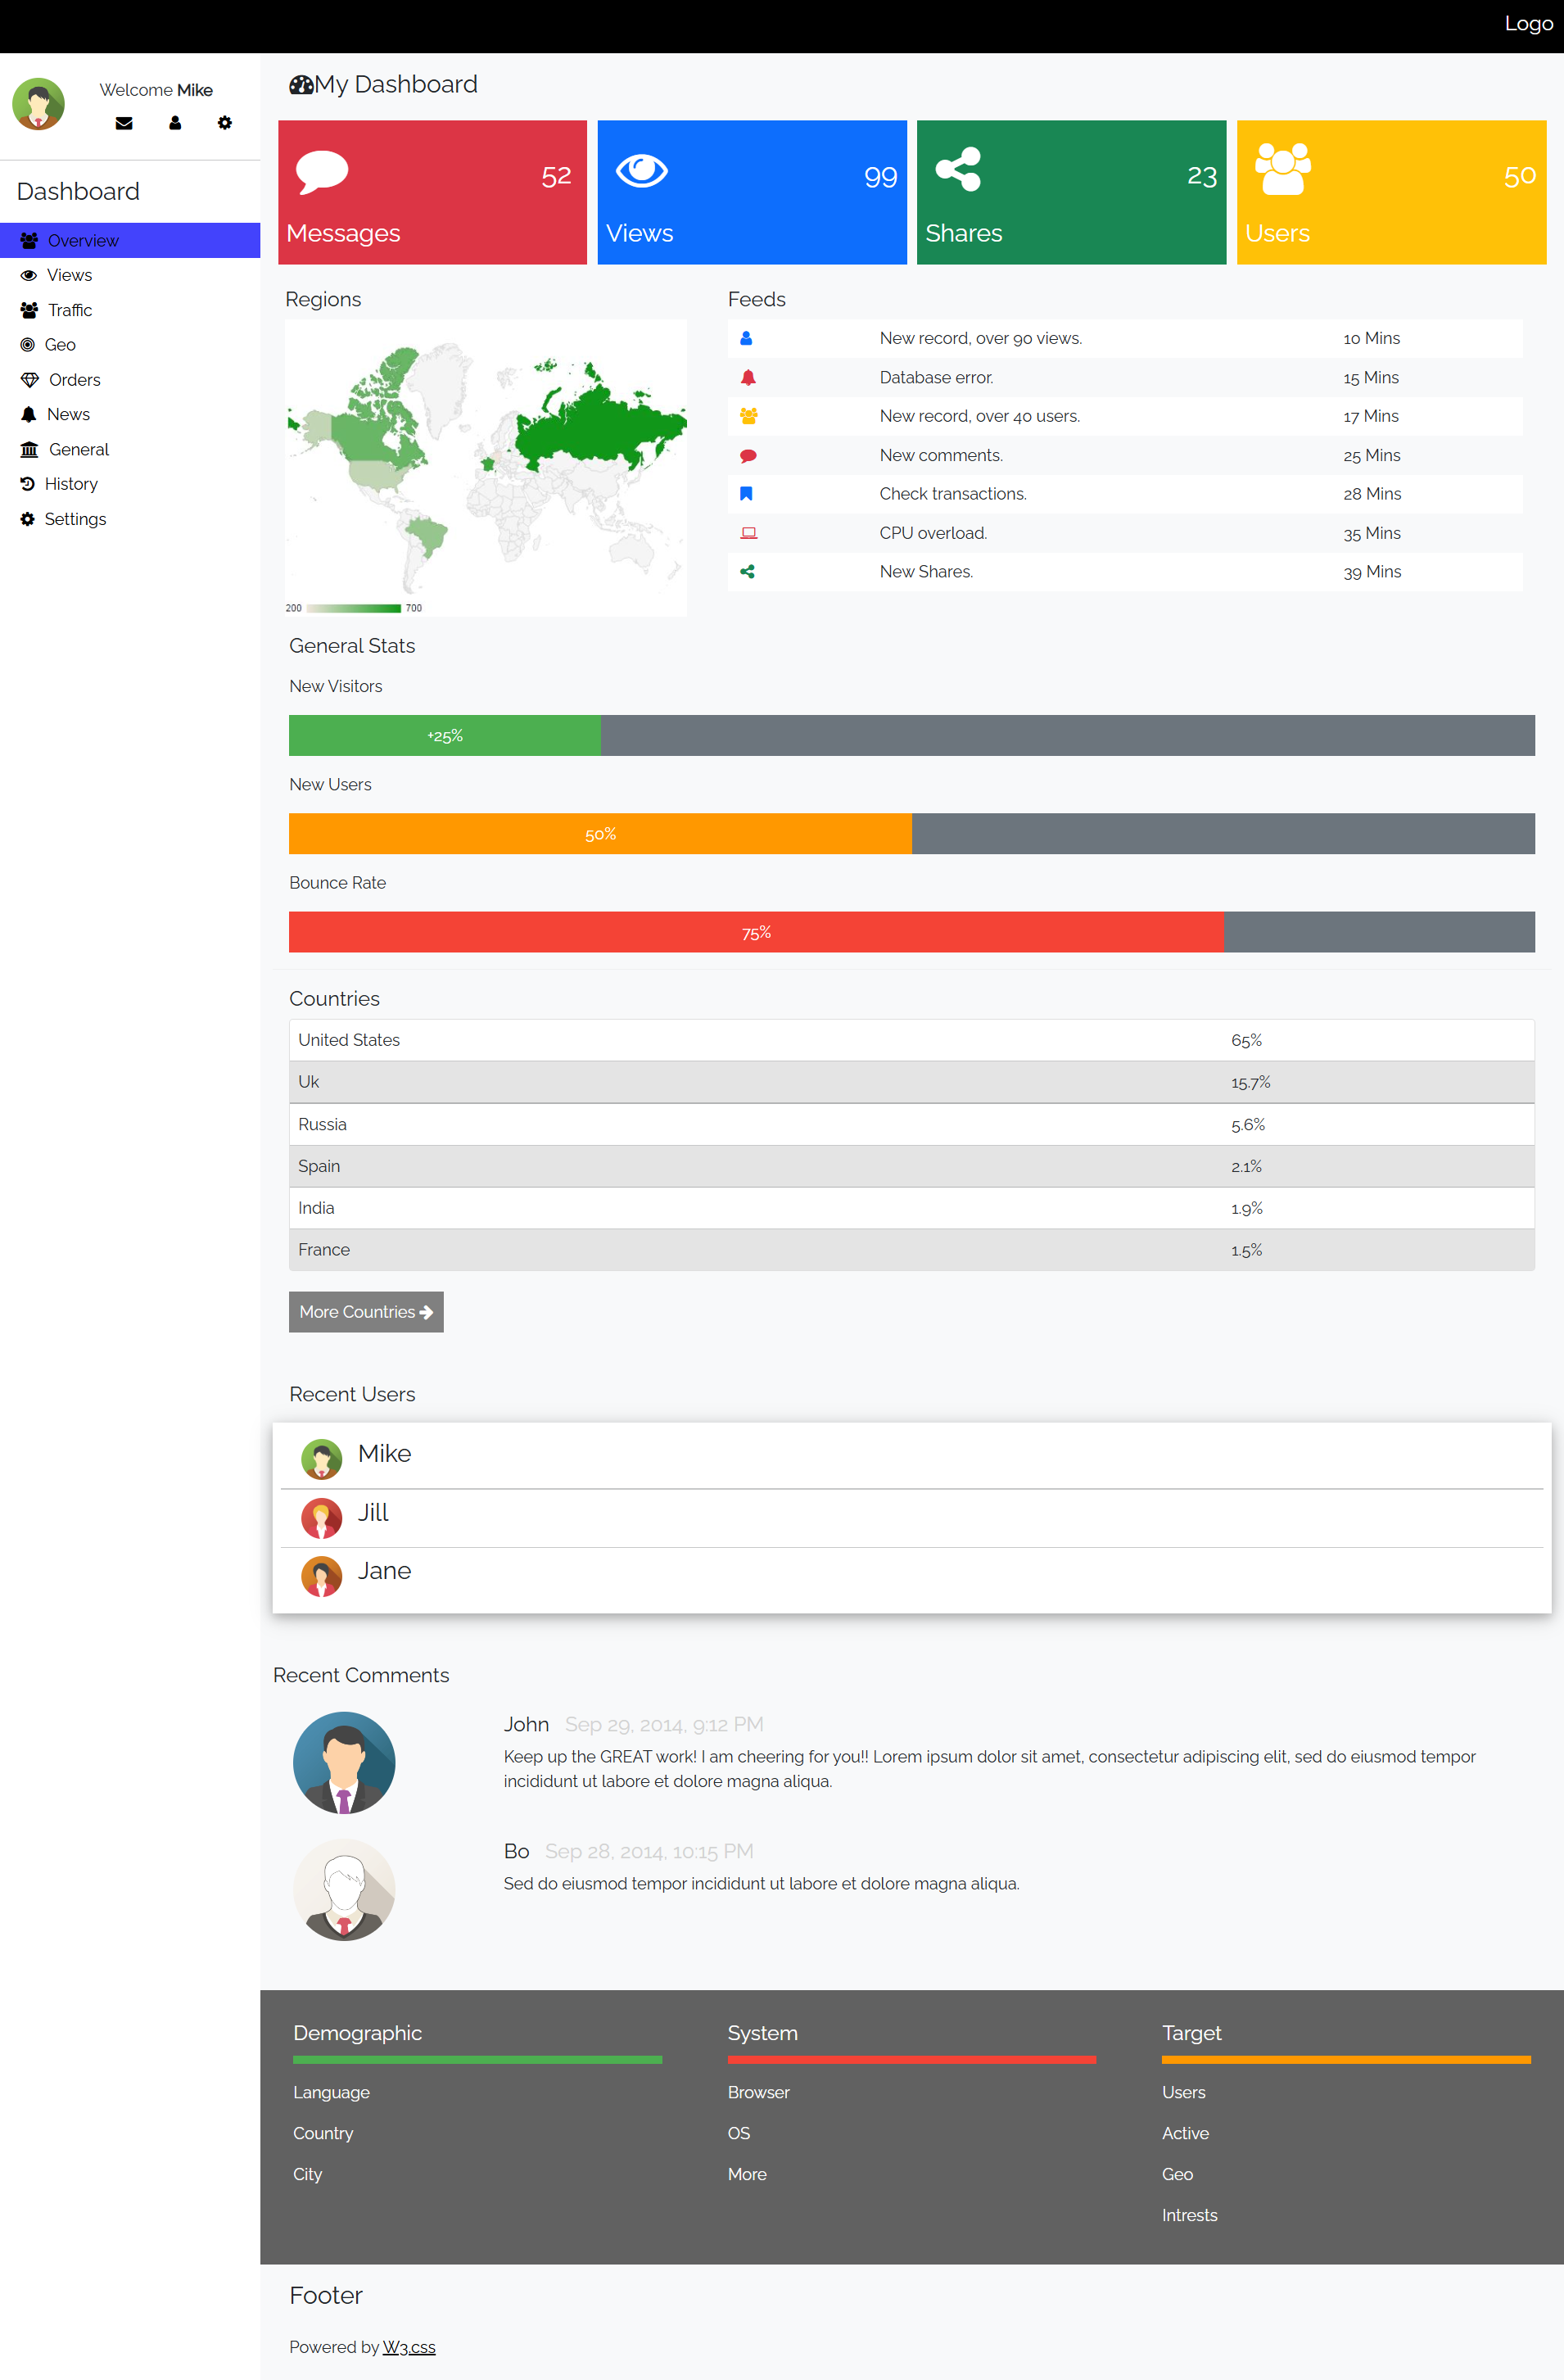 Logo
Welcome Mike
Dashboard
Overview
Views
Traffic
Geo
Orders
News
General
History
Settings
My Dashboard
52
Messages
99
Views
23
Shares
50
Users
Regions
200 700
Feeds
New record, over 90 views. 10 Mins
Database error. 15 Mins
New record, over 40 users. 17 Mins
New comments. 25 Mins
Check transactions. 28 Mins
CPU overload. 35 Mins
New Shares. 39 Mins
General Stats
New Visitors
+25%
New Users
50%
Bounce Rate
75%
Countries
United States 65%
Uk 15.7%
Russia 5.6%
Spain 2.1%
India 1.9%
France 1.5%
More Countries
Recent Users
Mike
Jill
Jane
Recent Comments
John Sep 29, 2014, 9:12 PM
Keep up the GREAT work! I am cheering for you!! Lorem ipsum dolor sit amet, consectetur adipiscing elit, sed do eiusmod tempor
incididunt ut labore et dolore magna aliqua.
Bo Sep 28, 2014, 10:15 PM
Sed do eiusmod tempor incididunt ut labore et dolore magna aliqua.
Demographic
Language
Country
City
System
Browser
OS
More
Target
Users
Active
Geo
Intrests
Footer
Powered by W3.css